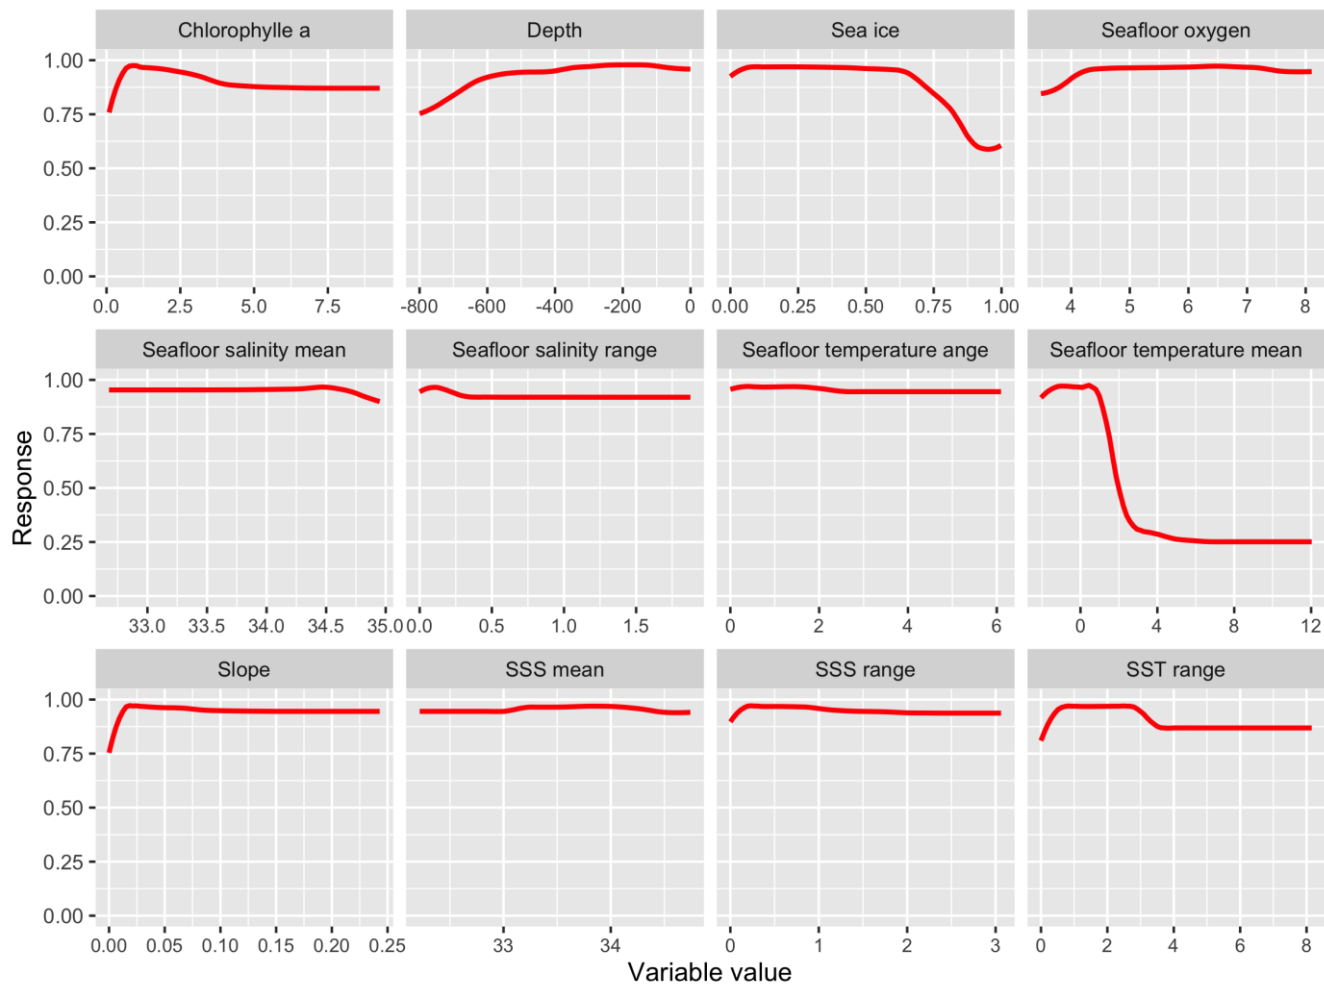 Chlorophylle a Depth Sea ice Seafloor oxygen
1.00
0.75
0.50
0.25
0.00
0.0 2.5 5.0 7.5 -800 -600 -400 -200 0 0.00 0.25 0.50 0.75 1.00 4 5 6 7 8
Seafloor salinity mean Seafloor salinity range Seafloor temperature ange Seafloor temperature mean
1.00
0.75
0.50
0.25
0.00
33.0 33.5 34.0 34.5 35.0 0.0 0.5 1.0 1.5 0 2 4 6 0 4 8 12
Response
Slope SSS mean SSS range SST range
1.00
0.75
0.50
0.25
0.00
0.00 0.05 0.10 0.15 0.20 0.25 33 34 0 1 2 3 0 2 4 6 8
Variable value